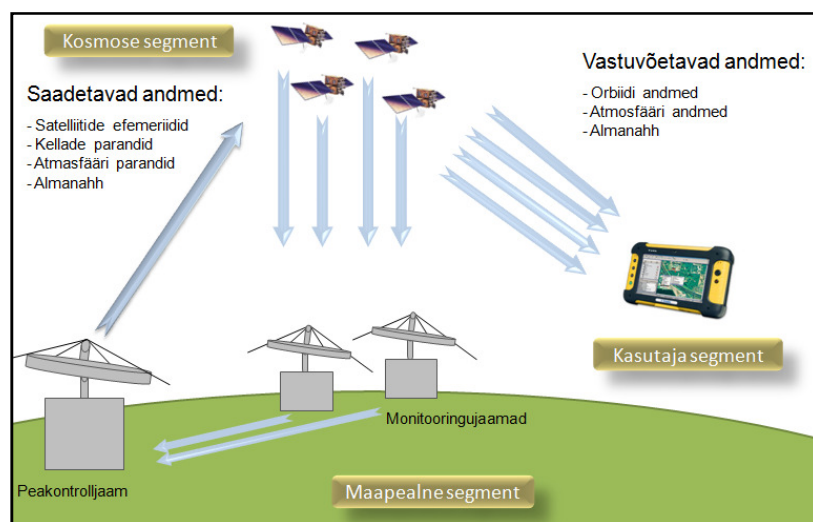 Kosmose segment
Saadetavad andmed:
- Satelliitide efemeriidid
- Kellade parandid
- Atmasfääri parandid
- Almanahh
Vastuvõetavad andmed:
- Orbiidi andmed
- Atmosfääri andmed
- Almanahh
Kasutaja segment
Monitooringujaamad
Peakontrolljaam
Maapealne segment